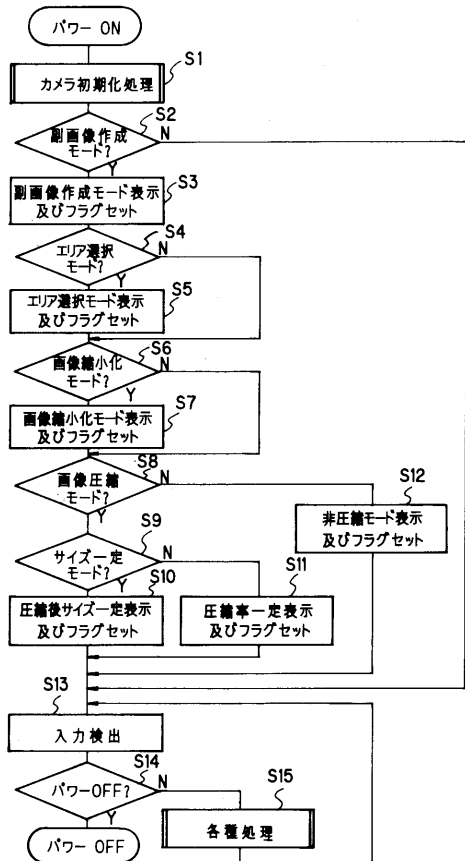 パワー ON
S1
カメラ初期化処理
S2
副画像作成
モード?
N
Y
S3
副画像作成モード表示
及びフラグセット
S4
エリア選択
モード?
N
Y
S5
エリア選択モード表示
及びフラグセット
S6
画像縮小化
モード?
N
Y
S7
画像縮小化モード表示
及びフラグセット
S8
画像圧縮
モード?
N
Y
S12
非圧縮モード表示
及びフラグセット
S9
サイズ一定
モード?
N
Y
S10
圧縮後サイズ一定表示
及びフラグセット
S11
圧縮率一定表示
及びフラグセット
S13
入力検出
S14
パワーOFF?
N
Y
S15
各種処理
パワー OFF